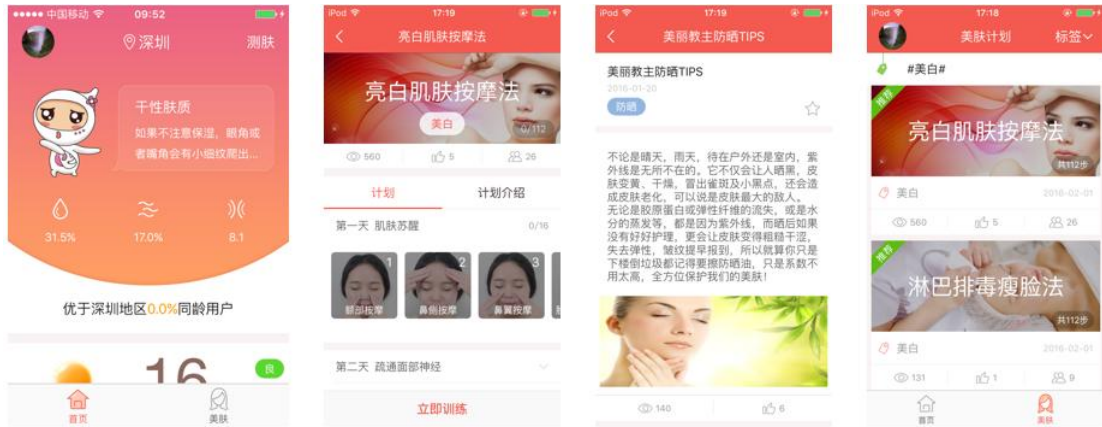 中国移动 09:52
深圳 测肤
干性肤质
如果不注意保湿，眼角或
者嘴角会有小细纹爬出...
31.5% 17.0% 8.1
优于深圳地区0.0%同龄用户
16 良
首页 美肤
iPod 17:19
亮白肌肤按摩法
亮白肌肤按摩法
美白
0/112
560 5 26
计划 计划介绍
第一天 肌肤苏醒 0/16
1 2 3
额部按摩 鼻侧按摩 鼻翼按摩
第二天 疏通面部神经
立即训练
iPod 17:19
美丽教主防晒TIPS
美丽教主防晒TIPS
2016-01-20
防晒
不论是晴天，雨天，待在户外还是室内，紫
外线是无所不在的。它不仅会让人晒黑，皮
肤变黄、干燥，冒出雀斑及小黑点，还会造
成皮肤老化，可以说是皮肤最大的敌人。
无论是胶原蛋白或弹性纤维的流失，或是水
分的蒸发等，都是因为紫外线，而晒后如果
没有好好护理，更会让皮肤变得粗糙干涩，
失去弹性，皱纹提早报到，所以就算你只是
下楼倒垃圾都记得要擦防晒油，只是系数不
用太高，全方位保护我们的美肤！
140 6
iPod 17:18
美肤计划 标签
#美白#
推荐
亮白肌肤按摩法
共112步
美白 2016-02-01
560 5 26
推荐
淋巴排毒瘦脸法
共112步
美白 2016-02-01
131 1 9
首页 美肤